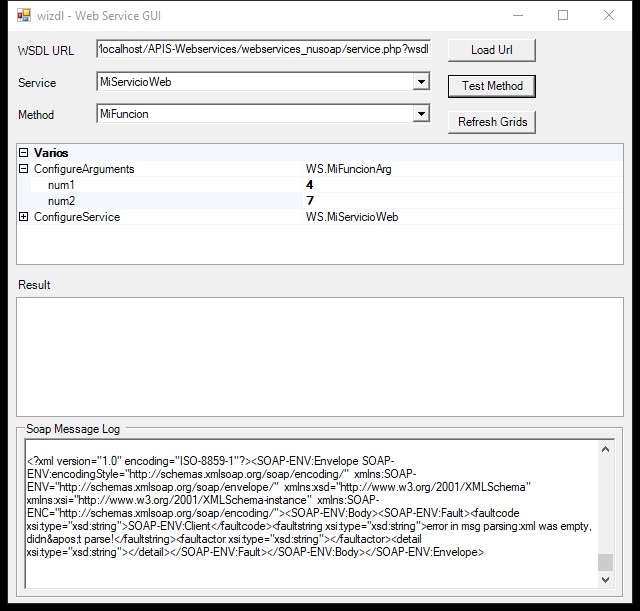 wizdl - Web Service GUI
WSDL URL
localhost/APIS-Webservices/webservices_nusoap/service.php?wsdl
Load Url
Service
MiServicioWeb
Test Method
Method
MiFuncion
Refresh Grids
Varios
ConfigureArguments WS.MiFuncionArg
num1 4
num2 7
ConfigureService WS.MiServicioWeb
Result
Soap Message Log
<?xml version="1.0" encoding="ISO-8859-1"?><SOAP-ENV:Envelope SOAP-
ENV:encodingStyle="http://schemas.xmlsoap.org/soap/encoding/" xmlns:SOAP-
ENV="http://schemas.xmlsoap.org/soap/envelope/" xmlns:xsd="http://www.w3.org/2001/XMLSchema"
xmlns:xsi="http://www.w3.org/2001/XMLSchema-instance" xmlns:SOAP-
ENC="http://schemas.xmlsoap.org/soap/encoding/"><SOAP-ENV:Body><SOAP-ENV:Fault><faultcode
xsi:type="xsd:string">SOAP-ENV:Client</faultcode><faultstring xsi:type="xsd:string">error in msg parsing:xml was empty,
didn&apos;t parse!</faultstring><faultactor xsi:type="xsd:string"></faultactor><detail
xsi:type="xsd:string"></detail></SOAP-ENV:Fault></SOAP-ENV:Body></SOAP-ENV:Envelope>